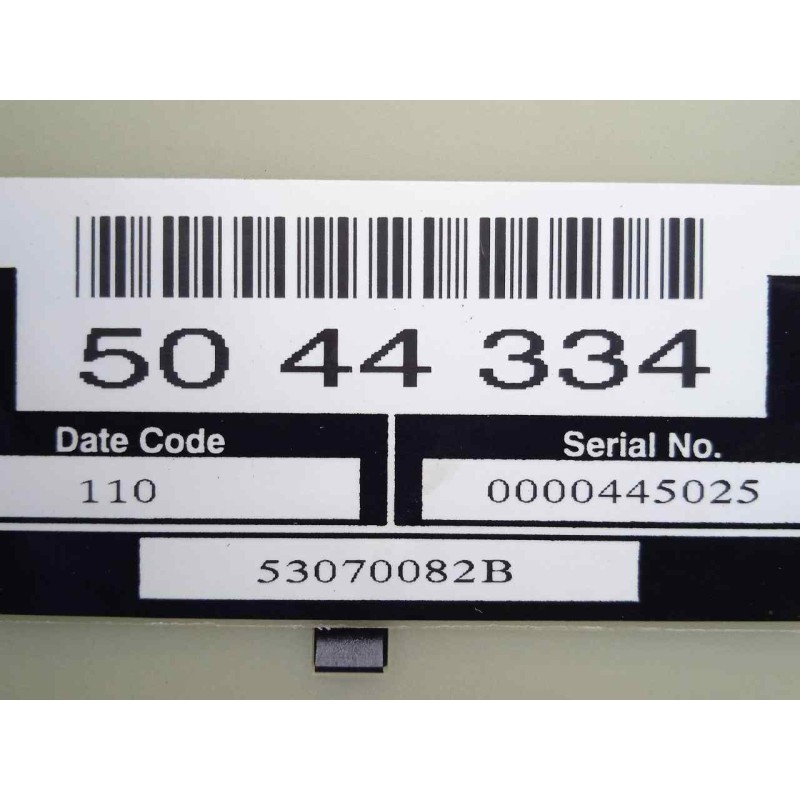 50 44 334
Date Code
Serial No.
110
0000445025
53070082B